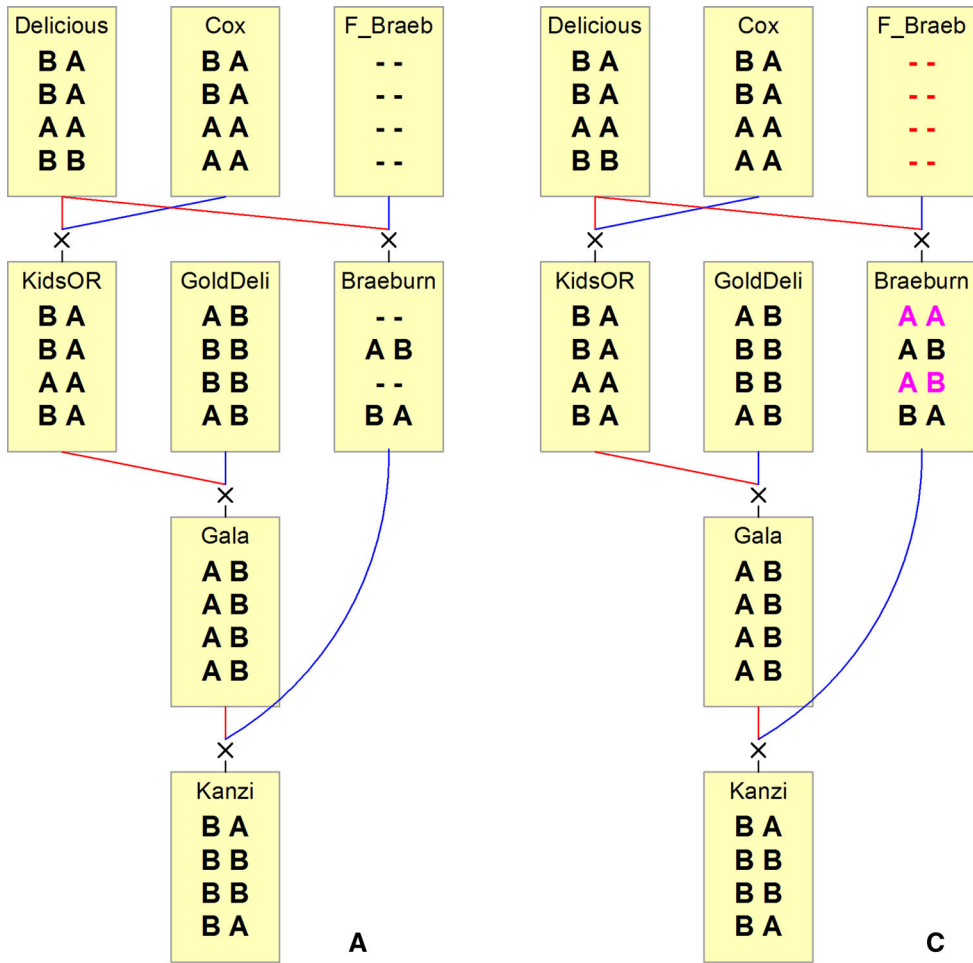 Delicious
B A
B A
A A
B B
Cox
B A
B A
A A
A A
F_Braeb
- -
- -
- -
- -
×
×
KidsOR
B A
B A
A A
B A
GoldDeli
A B
B B
B B
A B
Braeburn
- -
A B
- -
B A
×
Gala
A B
A B
A B
A B
×
Kanzi
B A
B B
B B
B A
A
Delicious
B A
B A
A A
B B
Cox
B A
B A
A A
A A
F_Braeb
- -
- -
- -
- -
×
×
KidsOR
B A
B A
A A
B A
GoldDeli
A B
B B
B B
A B
Braeburn
A A
A B
A B
B A
×
Gala
A B
A B
A B
A B
×
Kanzi
B A
B B
B B
B A
C